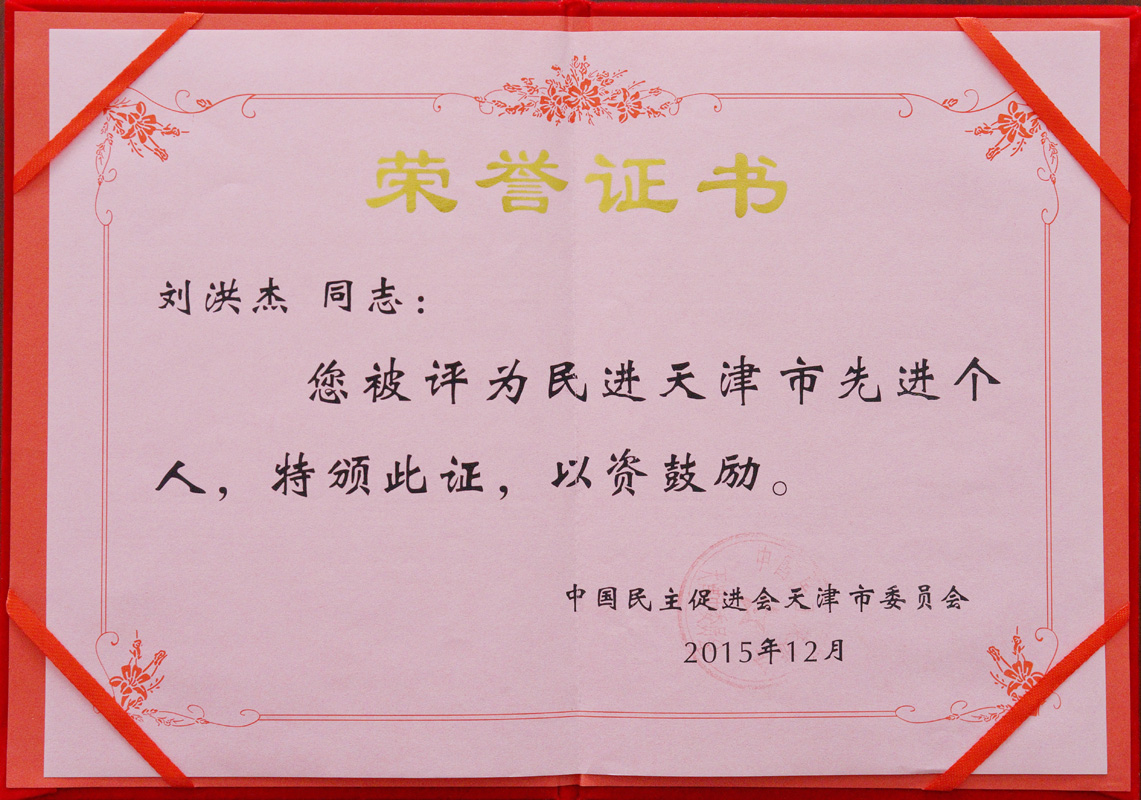 荣誉证书
刘洪杰 同志：
您被评为民进天津市先进个
人，特颁此证，以资鼓励。
中国民主促进会天津市委员会
2015年12月